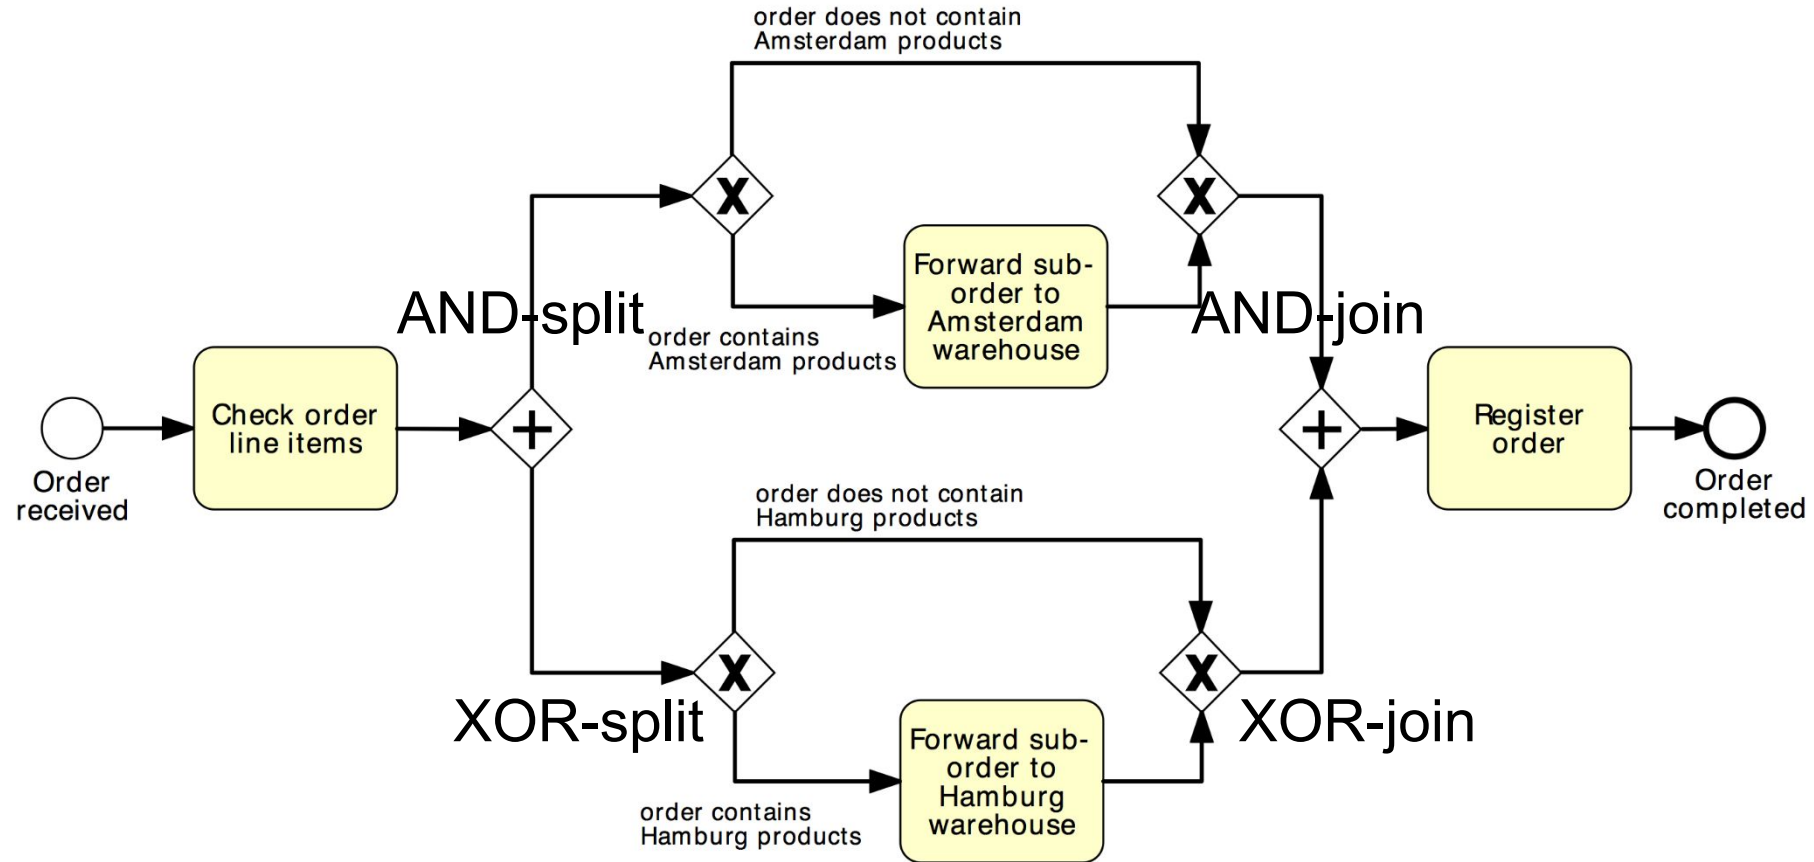 order does not contain
Amsterdam products
X
X
Forward sub-
order to
Amsterdam
warehouse
AND-split
AND-join
order contains
Amsterdam products
Check order
line items
+
+
Register
order
Order
received
Order
completed
order does not contain
Hamburg products
X
X
XOR-split
XOR-join
Forward sub-
order to
Hamburg
warehouse
order contains
Hamburg products